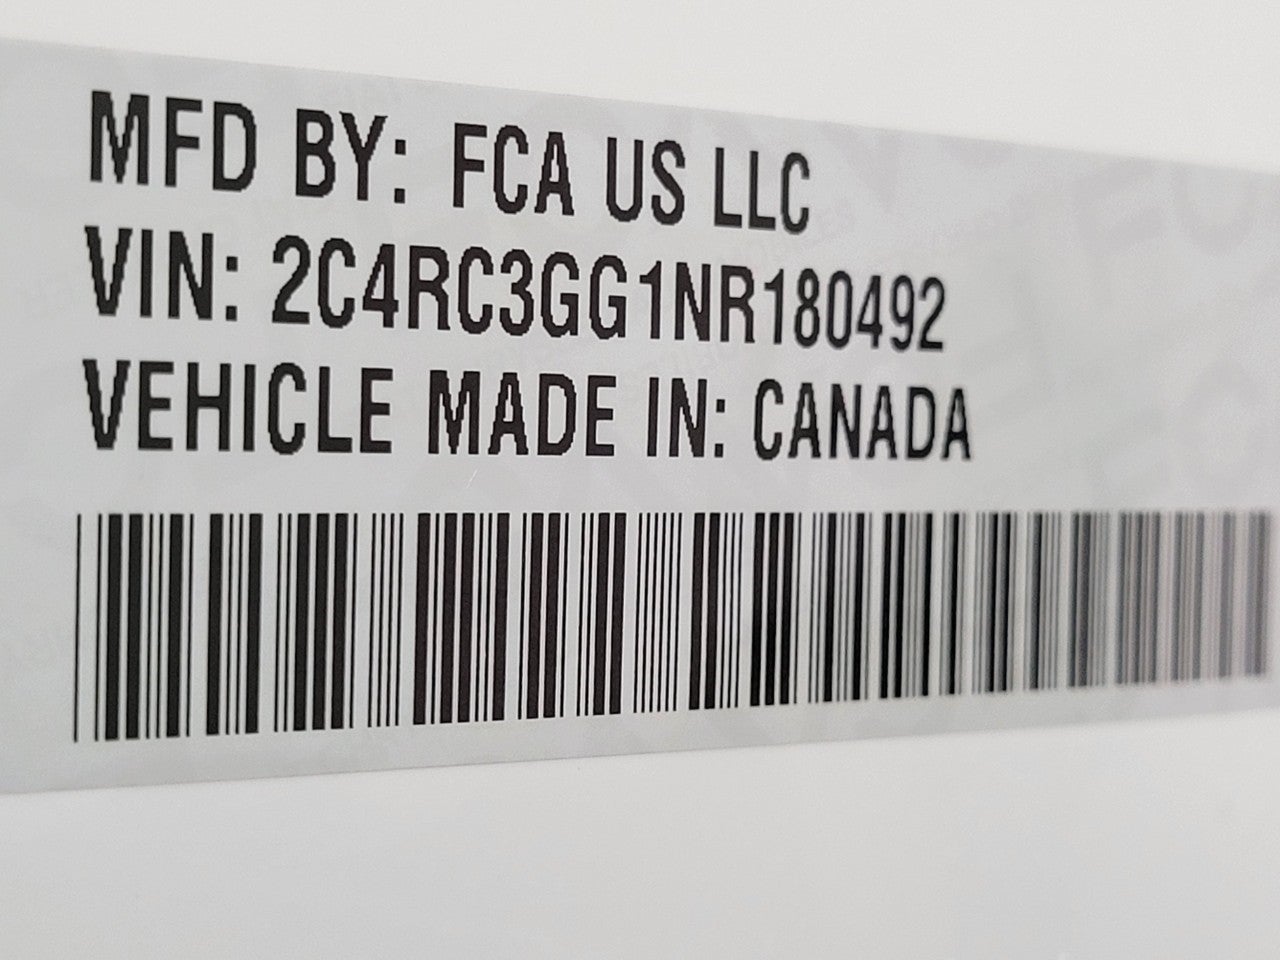 MFD BY: FCA US LLC
VIN: 2C4RC3GG1NR180492
VEHICLE MADE IN: CANADA